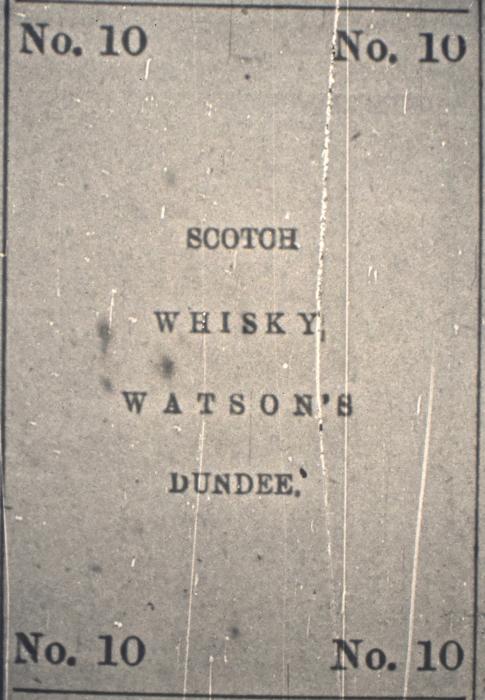 No. 10 No. 10
SCOTCH
WHISKY,
WATSON'S
DUNDEE.
No. 10 No. 10